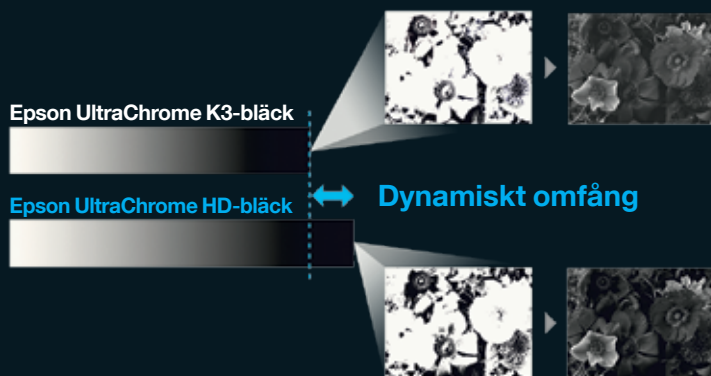 Epson UltraChrome K3-bläck
Epson UltraChrome HD-bläck
Dynamiskt omfång